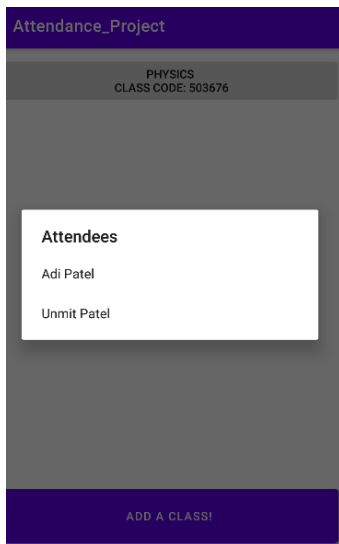 Attendance_Project
PHYSICS
CLASS CODE: 503676
Attendees
Adi Patel
Unmit Patel
ADD A CLASS!